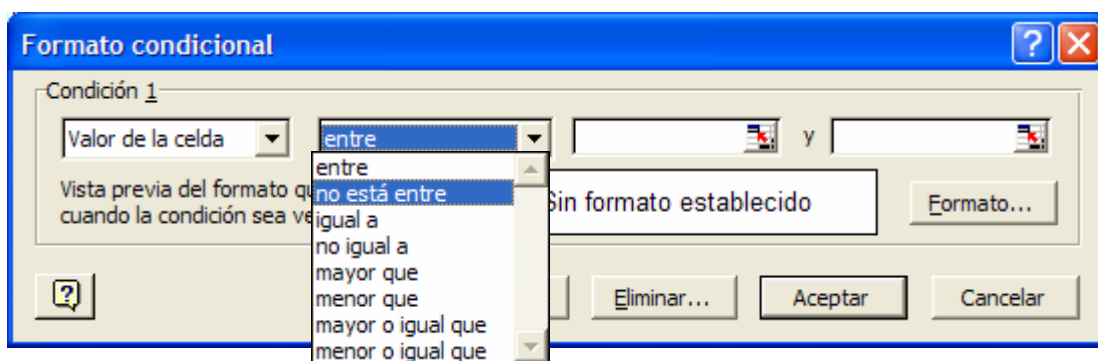 Formato condicional
Condición 1
Valor de la celda
entre
y
entre
no está entre
igual a
no igual a
mayor que
menor que
mayor o igual que
menor o igual que
Vista previa del formato
cuando la condición sea
Sin formato establecido
Formato...
Eliminar...
Aceptar
Cancelar